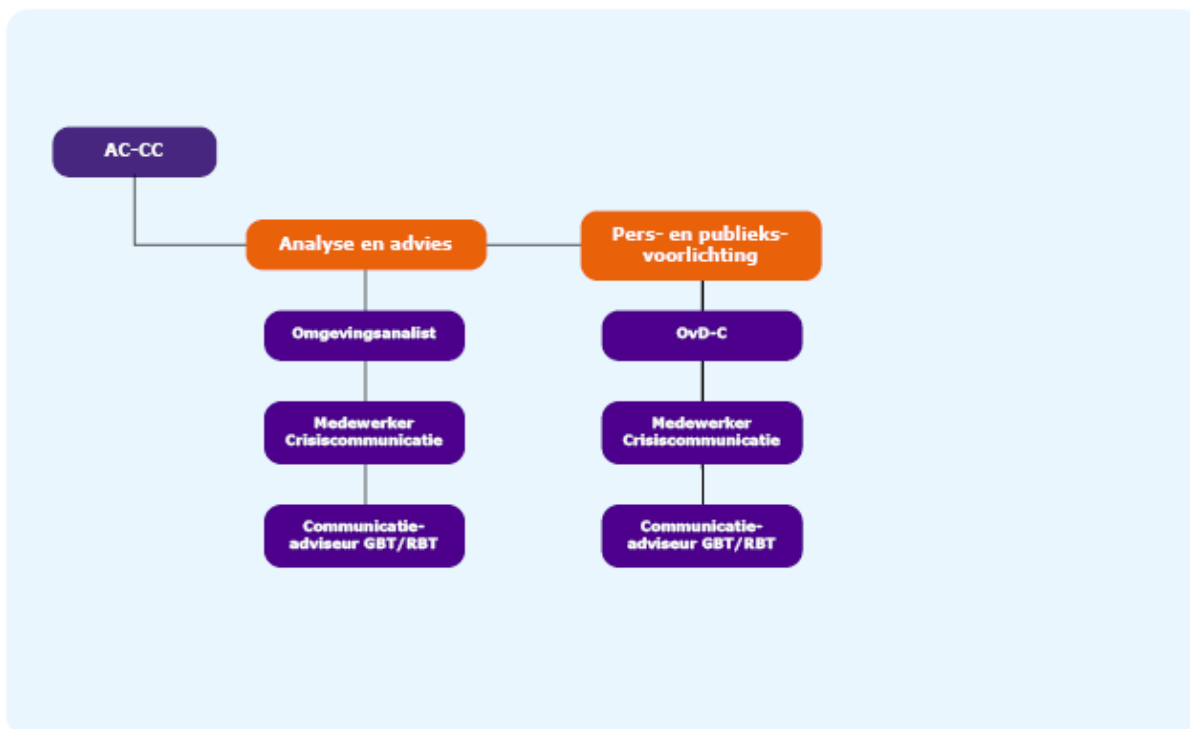 AC-CC
Analyse en advies
Pers- en publieks-
voorlichting
Omgevingsanalist
OvD-C
Medewerker
Crisiscommunicatie
Medewerker
Crisiscommunicatie
Communicatie-
adviseur GBT/RBT
Communicatie-
adviseur GBT/RBT